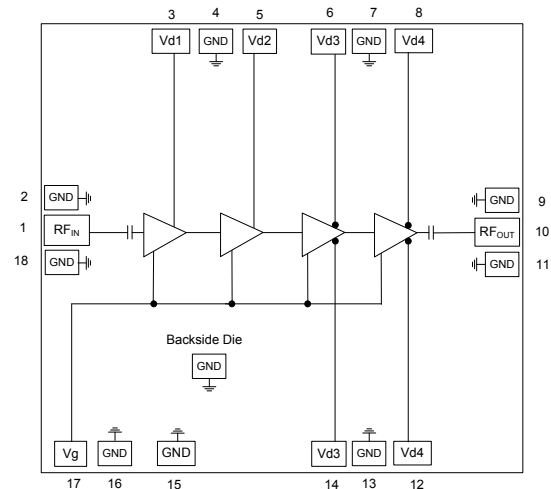 3 4 5 6 7 8
Vd1 GND Vd2 Vd3 GND Vd4
2 GND GND 9
1 RFIN RFOUT 10
18 GND GND 11
Backside Die
GND
Vg GND GND Vd3 GND Vd4
17 16 15 14 13 12